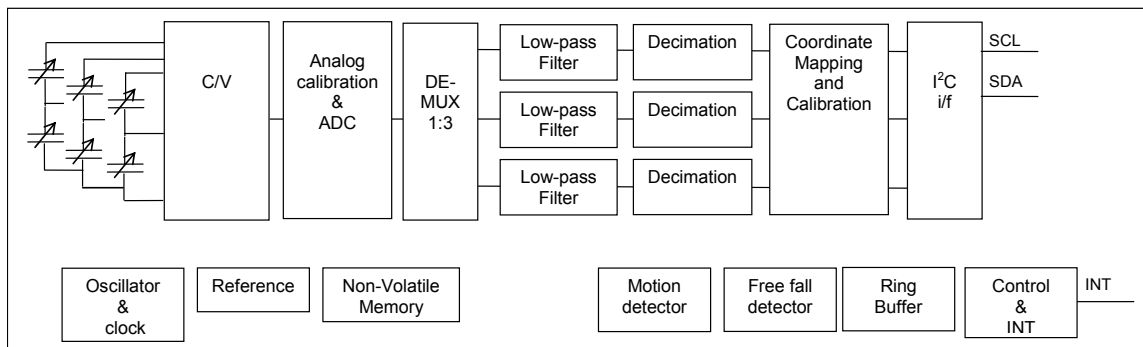 C/V
Analog
calibration
&
ADC
DE-
MUX
1:3
Low-pass
Filter
Decimation
Low-pass
Filter
Decimation
Low-pass
Filter
Decimation
Coordinate
Mapping
and
Calibration
I²C
i/f
SCL
SDA
Oscillator
&
clock
Reference
Non-Volatile
Memory
Motion
detector
Free fall
detector
Ring
Buffer
Control
&
INT
INT